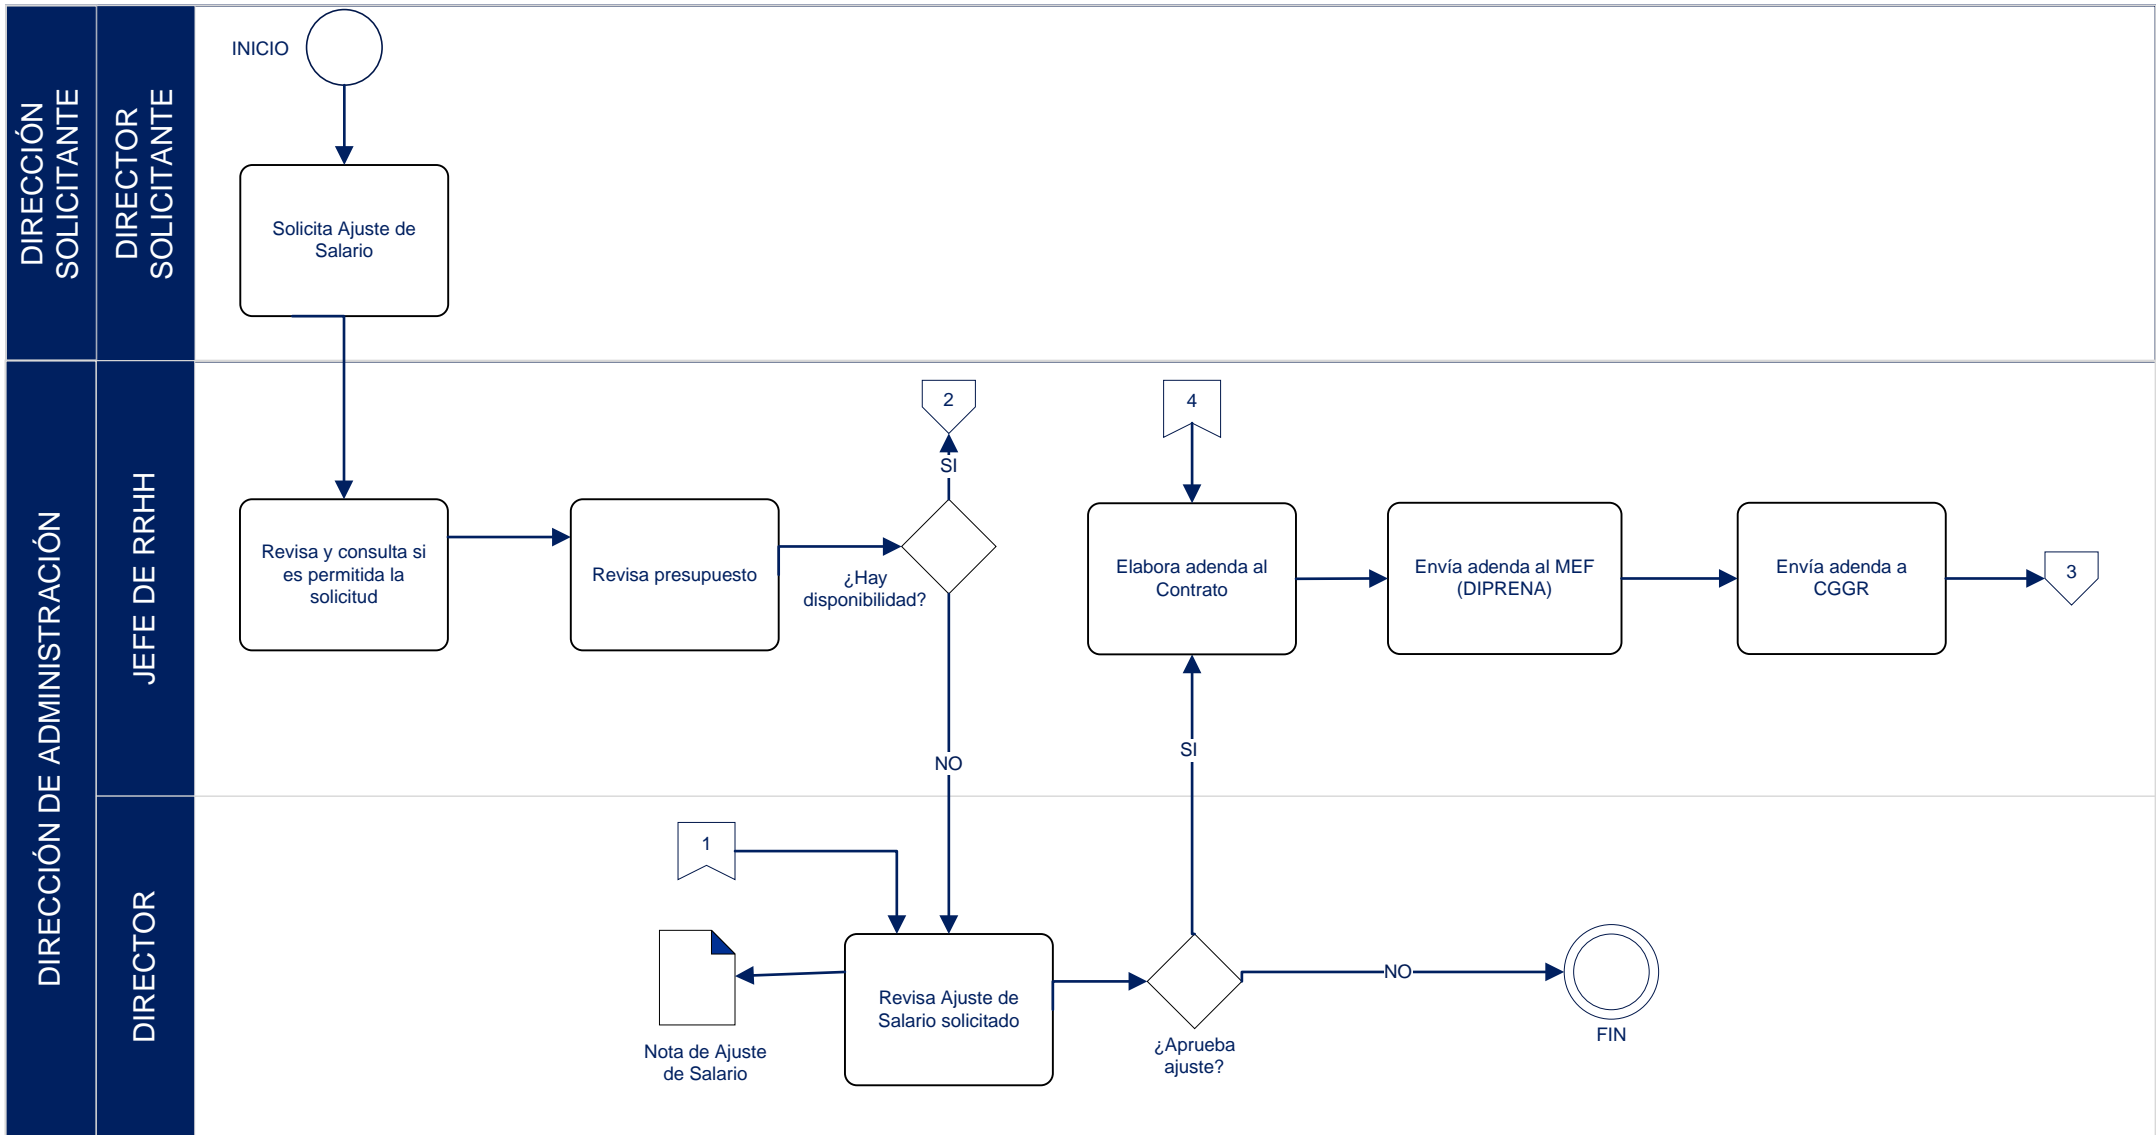 DIRECCIÓN
SOLICITANTE
DIRECTOR
SOLICITANTE
INICIO
Solicita Ajuste de
Salario
DIRECCIÓN DE ADMINISTRACIÓN
JEFE DE RRHH
Revisa y consulta si
es permitida la
solicitud
Revisa presupuesto
¿Hay
disponibilidad?
2
SI
NO
4
Elabora adenda al
Contrato
Envía adenda al MEF
(DIPRENA)
Envía adenda a
CGGR
3
SI
DIRECTOR
1
Nota de Ajuste
de Salario
Revisa Ajuste de
Salario solicitado
¿Aprueba
ajuste?
NO
FIN